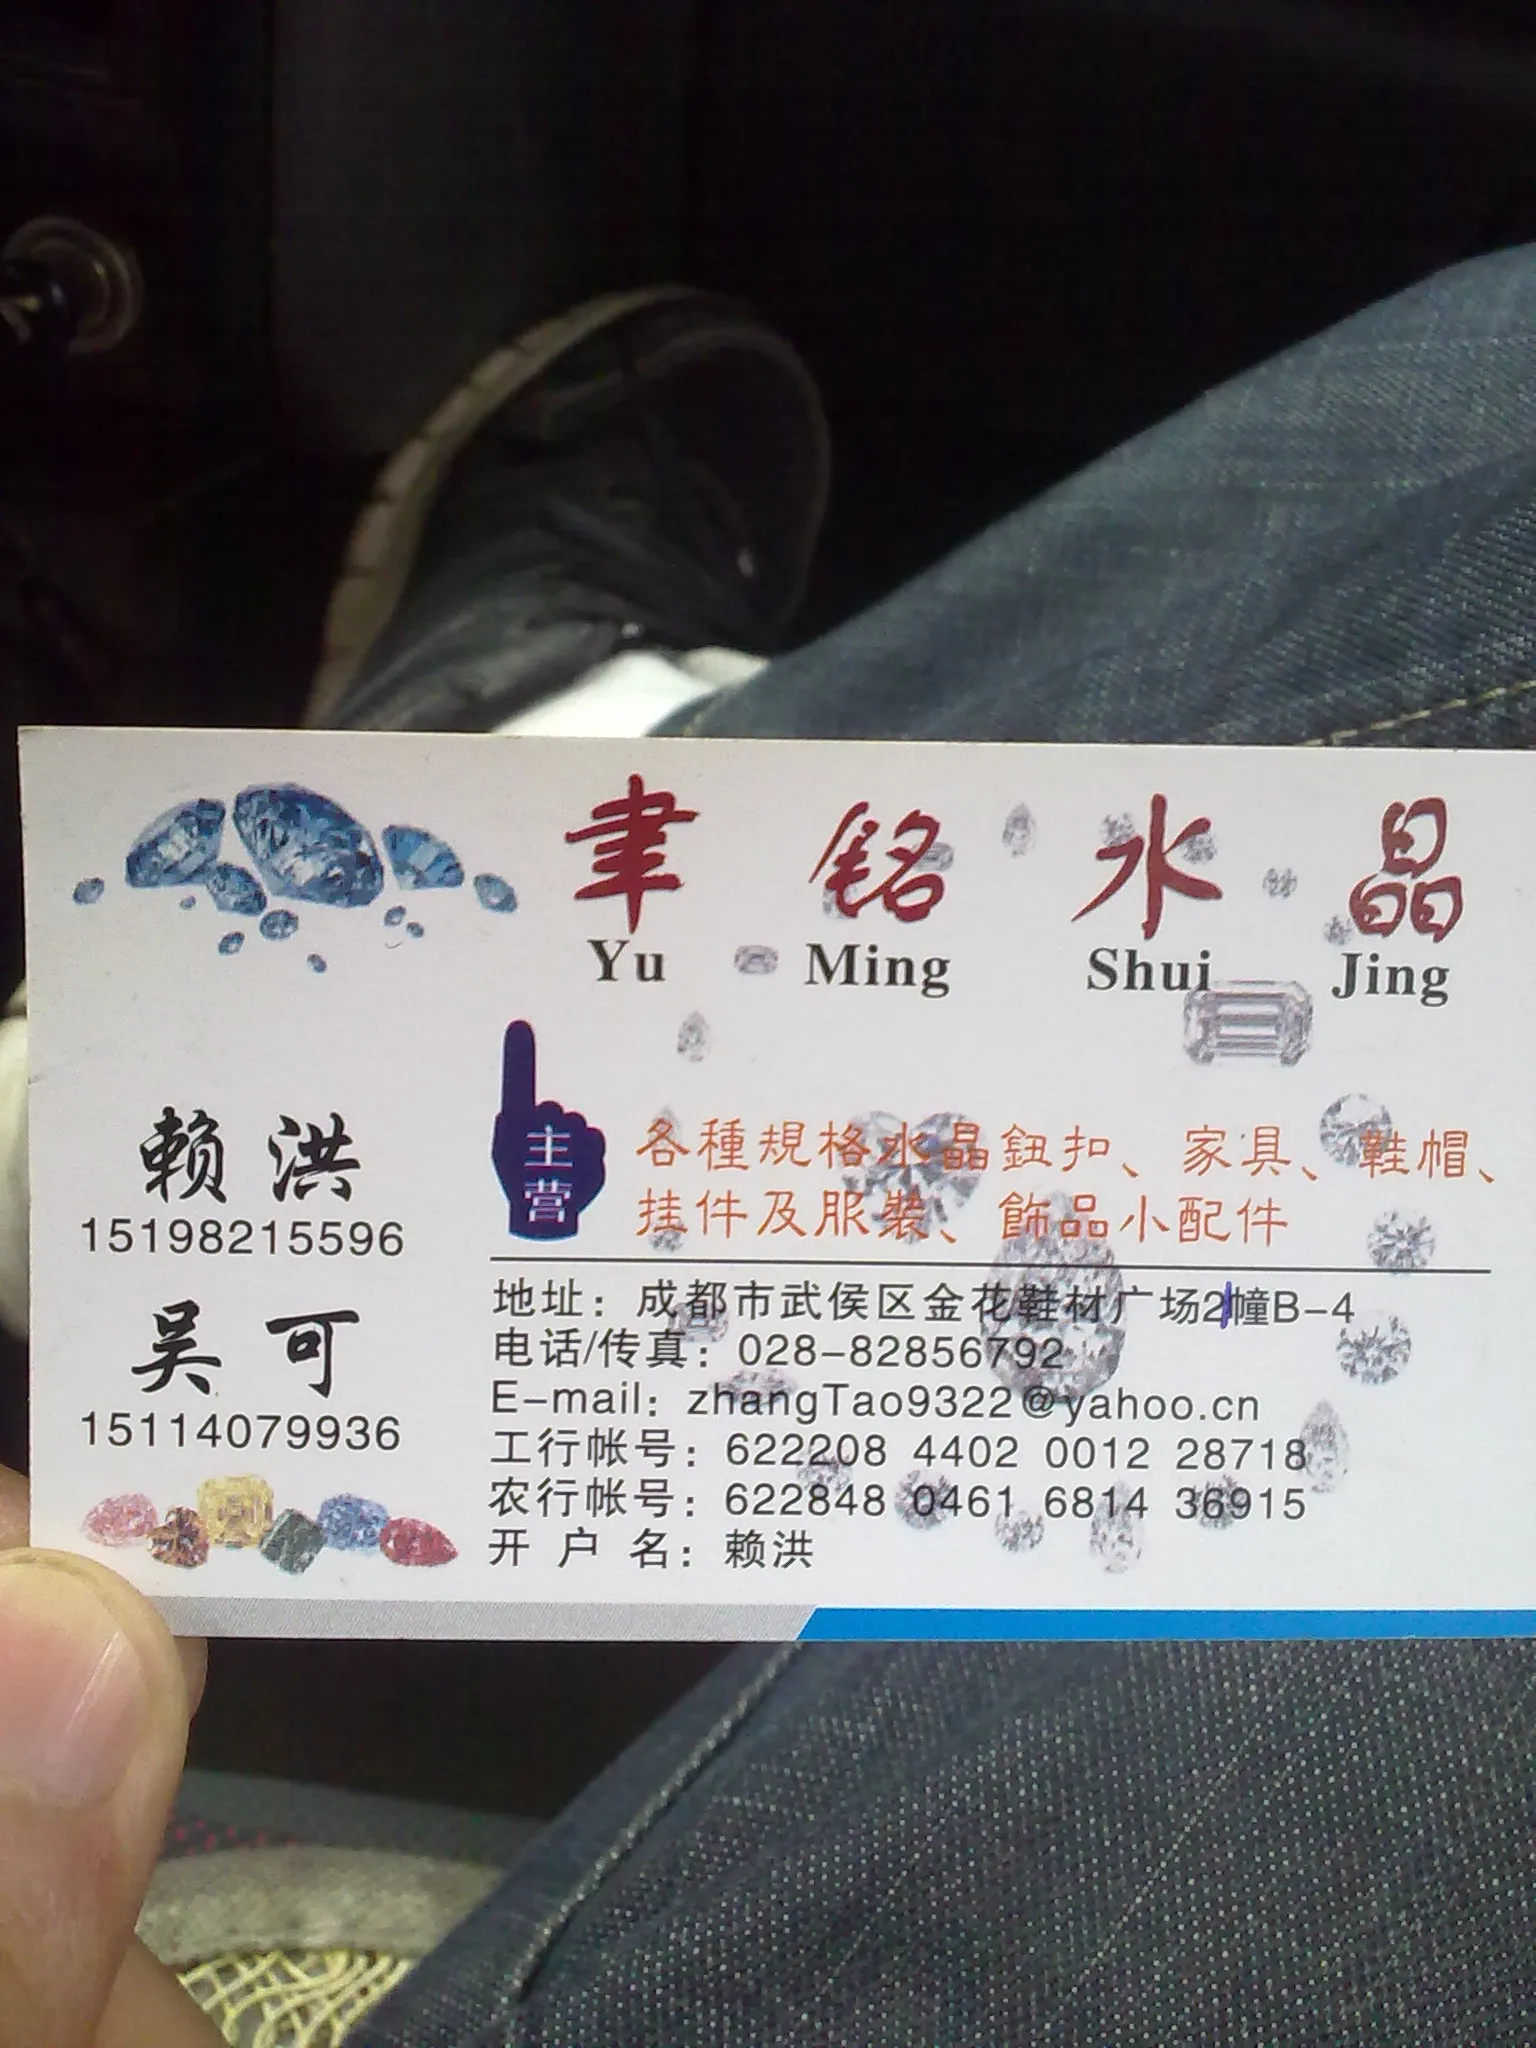 聿铭水晶
Yu Ming Shui Jing
赖洪
15198215596
吴可
15114079936
主营
各種規格水晶鈕扣、家具、鞋帽、
挂件及服裝、飾品小配件
地址：成都市武侯区金花鞋材广场2幢B-4
电话/传真：028-82856792
E-mail：zhangTao9322@yahoo.cn
工行帐号：622208 4402 0012 28718
农行帐号：622848 0461 6814 36915
开户名：赖洪